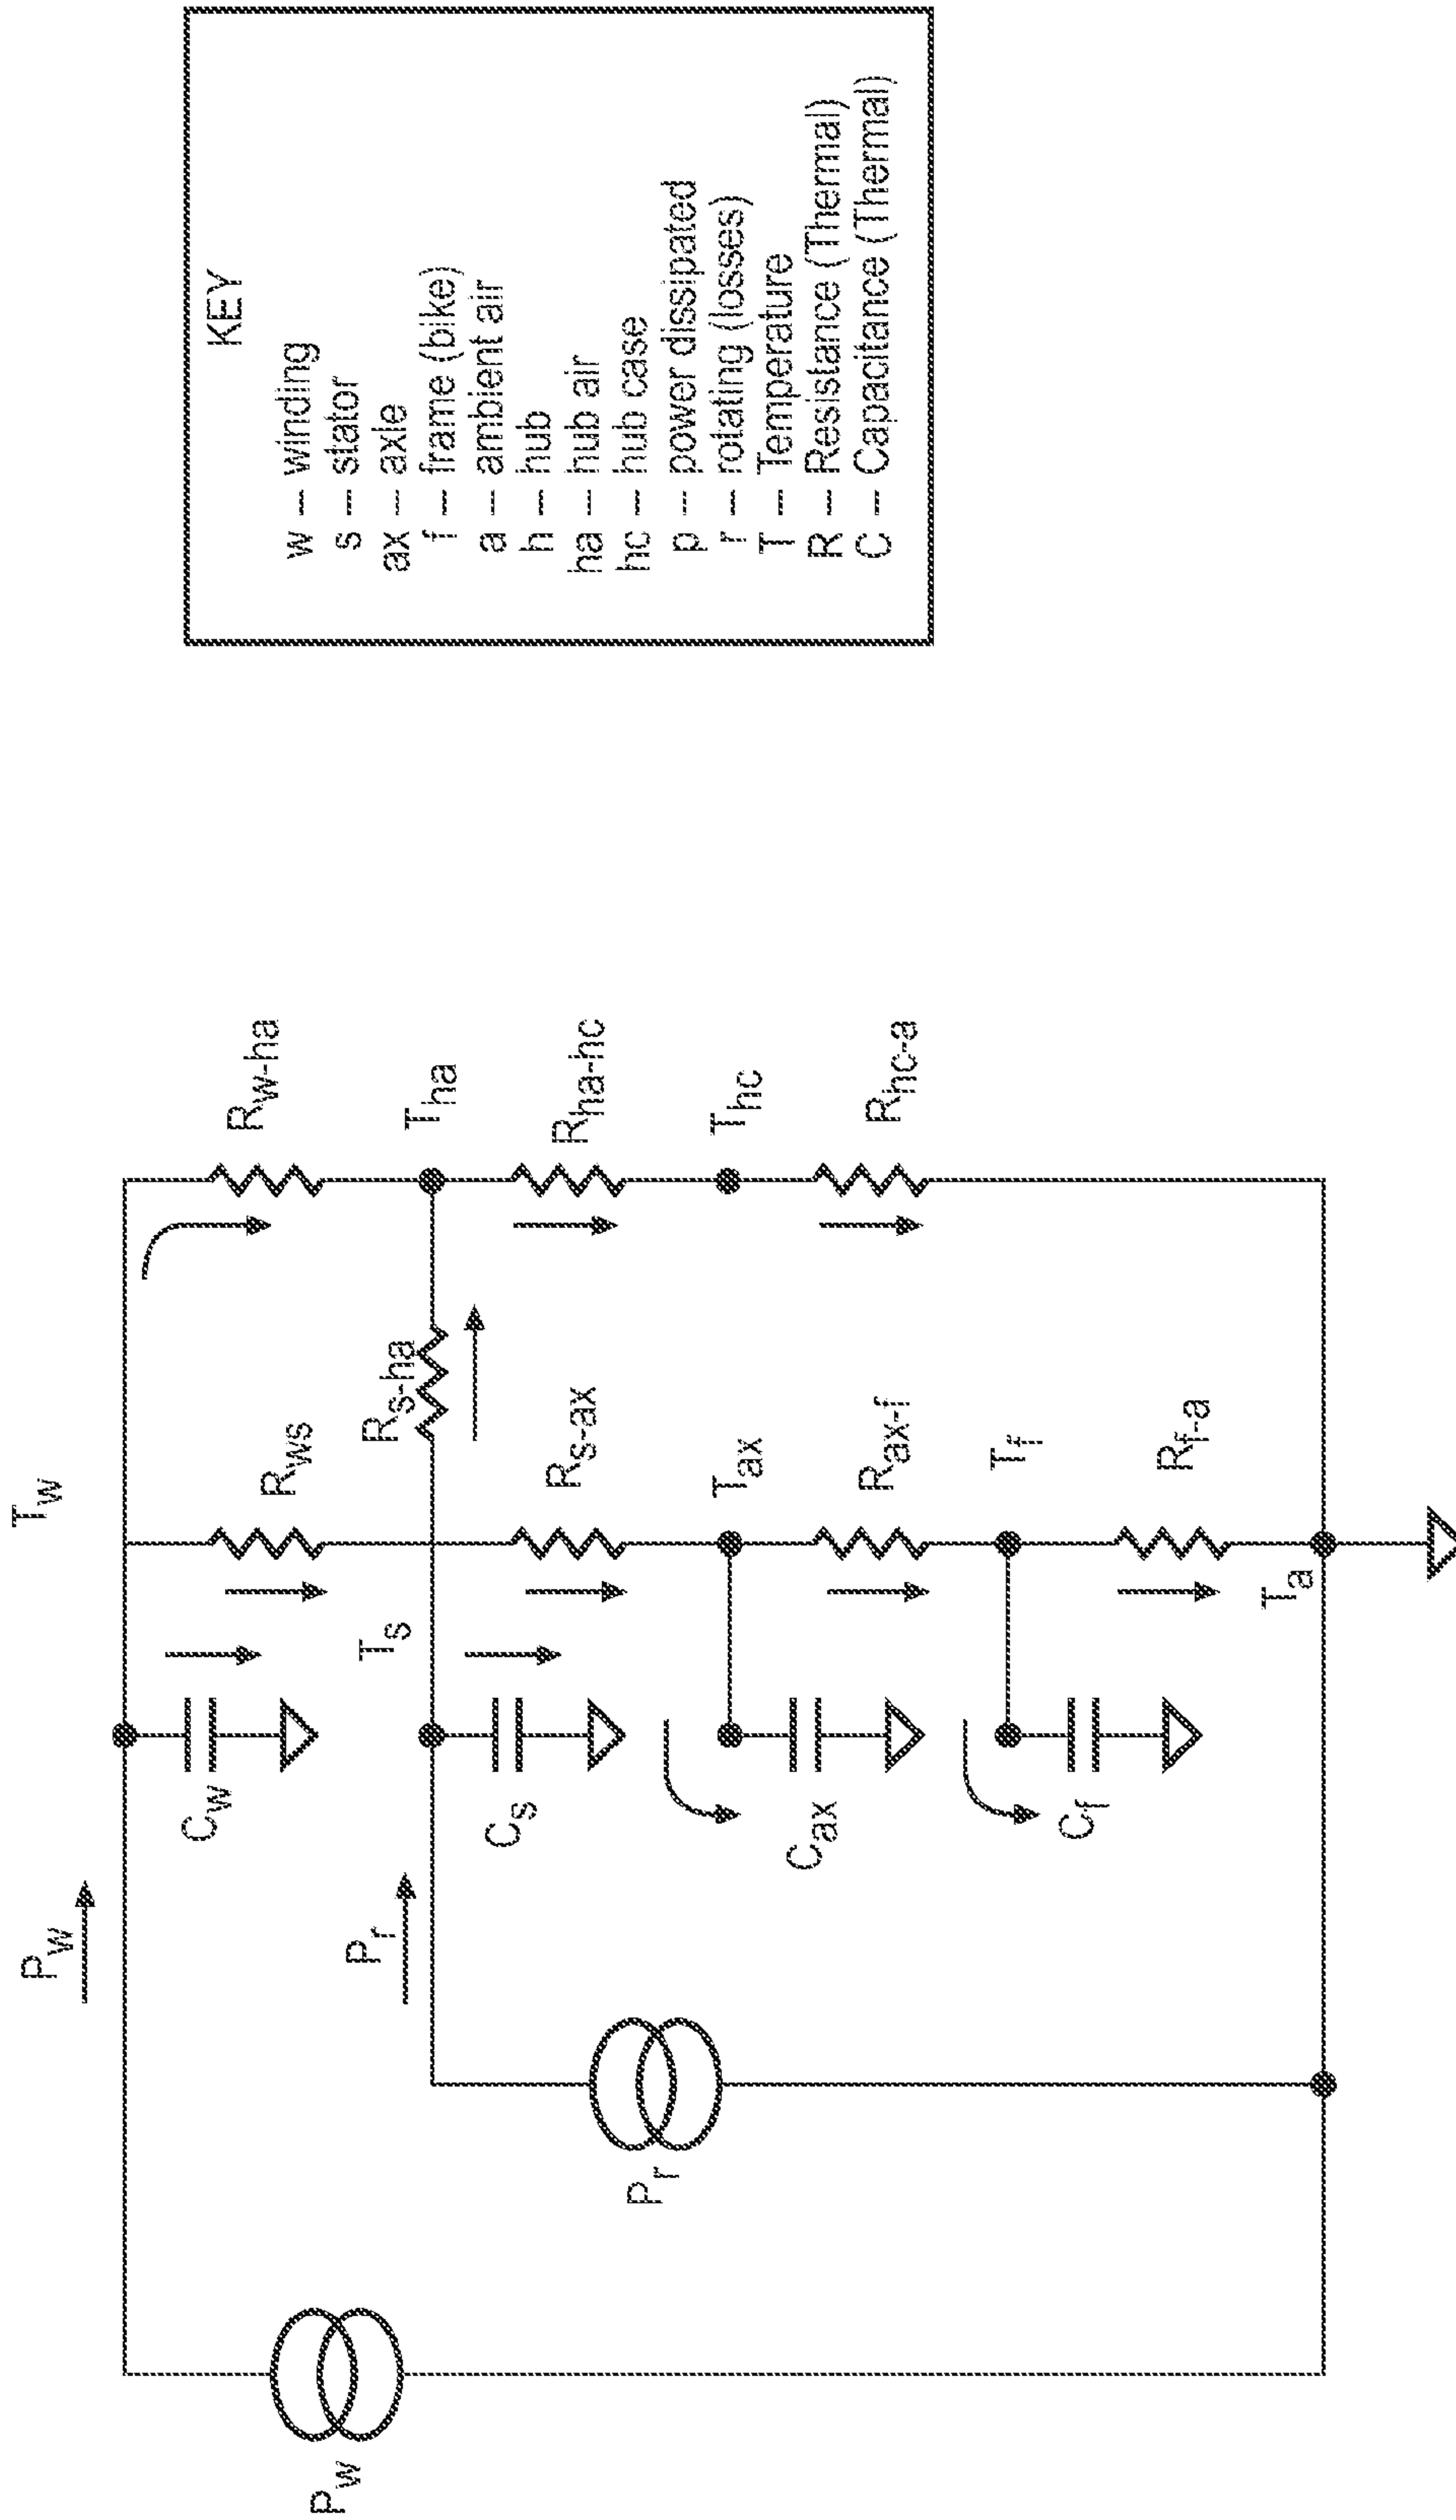 KEY
w -- winding
s -- stator
ax -- axle
f -- frame (bike)
a -- ambient air
h -- hub
ha -- hub air
hc -- hub case
p -- power dissipated
r -- rotating (losses)
T -- Temperature
R -- Resistance (Thermal)
C -- Capacitance (Thermal)
Pw
Tw
Cw
Rws
Rw-ha
Pw
Pr
Ts
Rs-ha
Tha
Cs
Rs-ax
Rha-hc
Pr
Tax
Thc
Cax
Rax-f
Rhc-a
Tf
Cf
Rf-a
Ta